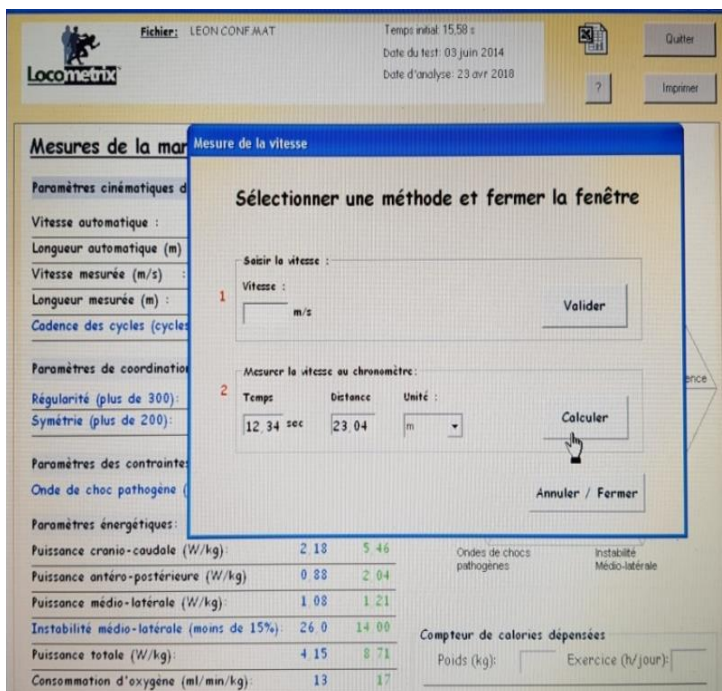 Fichier: LEON CONF.MAT
Temps initial: 15,58 s
Date du test: 03 juin 2014
Date d'analyse: 23 avr 2018
Quitter
?
Imprimer
Locometrix
Mesures de la mar
Mesure de la vitesse
Sélectionner une méthode et fermer la fenêtre
Paramètres cinématiques d
Vitesse automatique :
Longueur automatique (m)
Vitesse mesurée (m/s) :
Longueur mesurée (m) :
Cadence des cycles (cycles
Saisir la vitesse :
Vitesse :
1
m/s
Valider
Paramètres de coordination
Régularité (plus de 300):
Symétrie (plus de 200):
Mesurer la vitesse au chronomètre:
2
Temps Distance Unité :
12,34 sec 23,04 m
Calculer
ence
Paramètres des contraintes
Onde de choc pathogène (
Annuler / Fermer
Paramètres énergétiques:
Puissance cranio-caudale (W/kg): 2,18 5,46
Puissance antéro-postérieure (W/kg) 0,88 2,04
Puissance médio-latérale (W/kg): 1,08 1,21
Instabilité médio-latérale (moins de 15%): 26,0 14,00
Puissance totale (W/kg): 4,15 8,71
Consommation d'oxygène (ml/min/kg): 13 17
Ondes de chocs
pathogènes
Instabilité
Médio-latérale
Compteur de calories dépensées
Poids (kg): Exercice (h/jour):